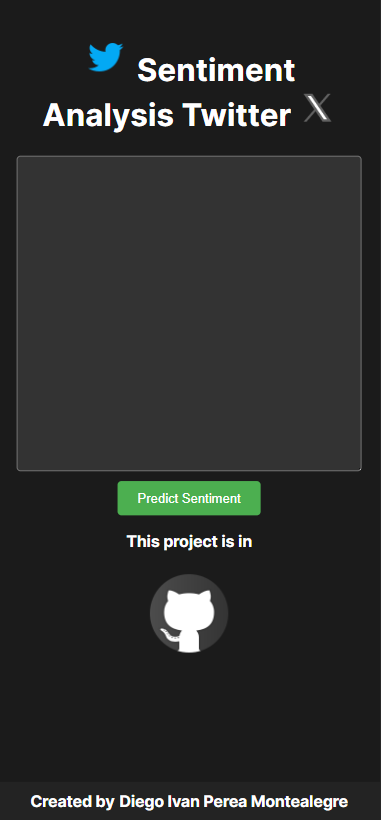 Sentiment
Analysis Twitter
Predict Sentiment
This project is in
Created by Diego Ivan Perea Montealegre